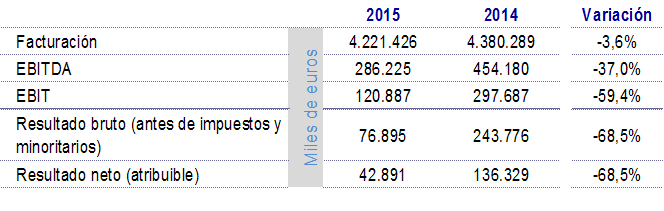 2015 2014 Variación
Facturación 4.221.426 4.380.289 -3,6%
EBITDA 286.225 454.180 -37,0%
EBIT 120.887 297.687 -59,4%
Resultado bruto (antes de impuestos y
minoritarios) 76.895 243.776 -68,5%
Resultado neto (atribuible) 42.891 136.329 -68,5%
Miles de euros